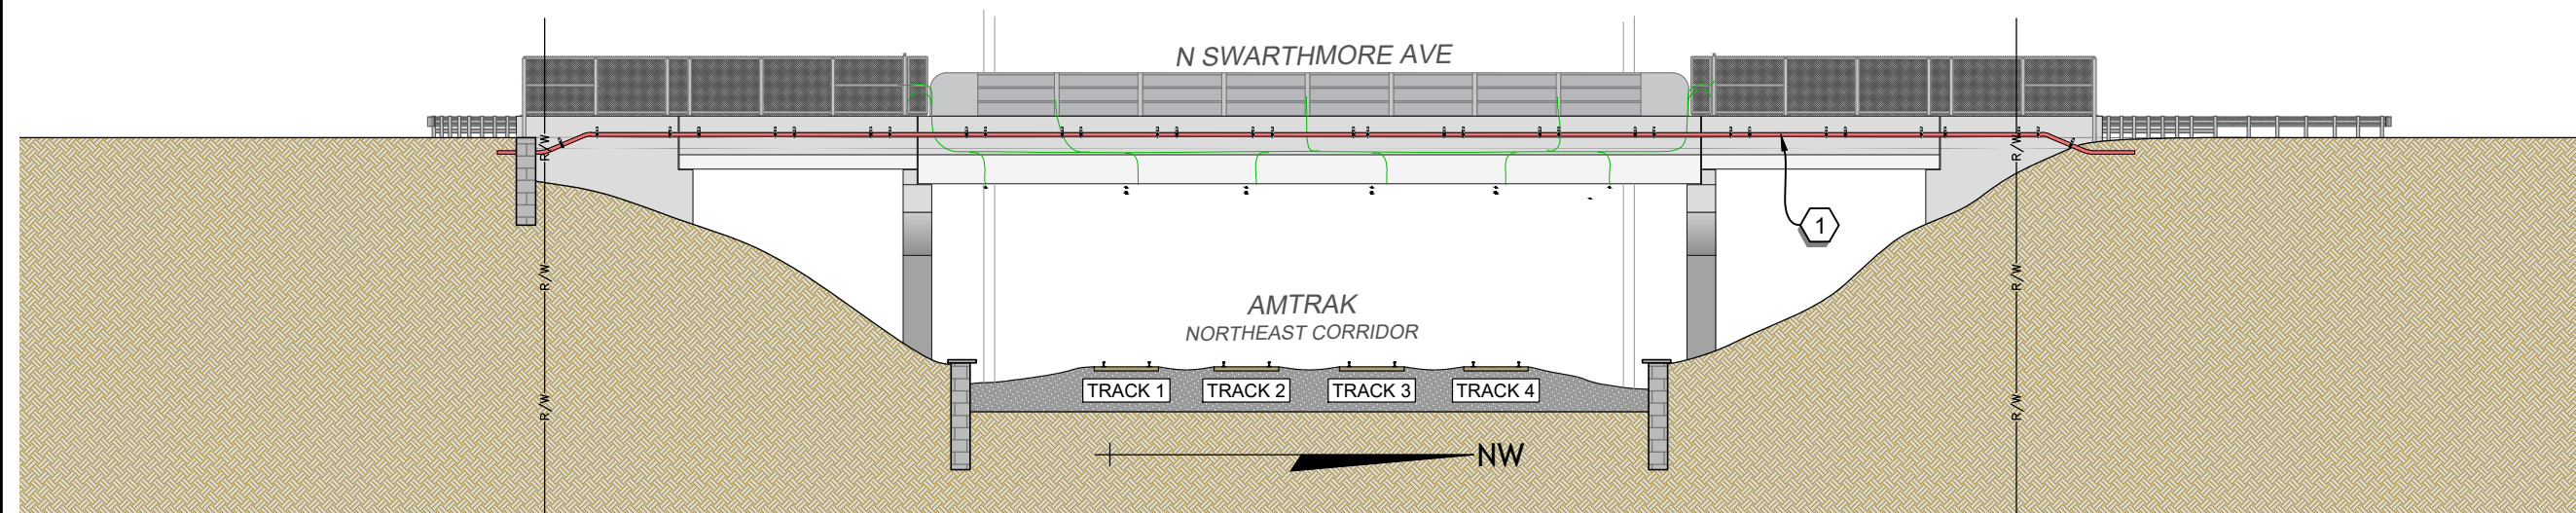 N SWARTHMORE AVE
R/W
R/W
1
R/W
R/W
AMTRAK
NORTHEAST CORRIDOR
TRACK 1
TRACK 2
TRACK 3
TRACK 4
R/W
R/W
NW